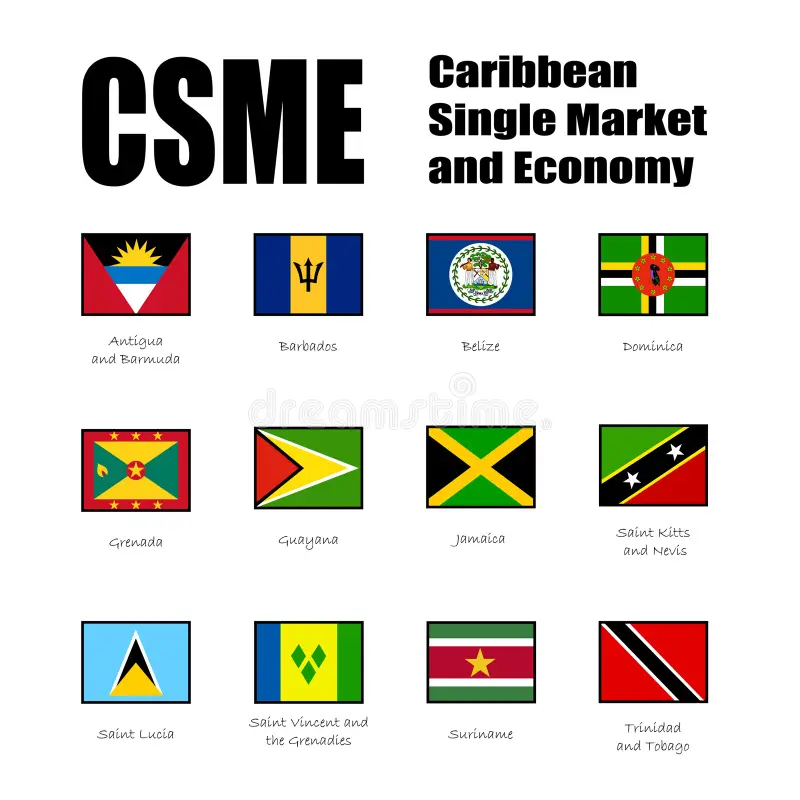 CSME
Caribbean
Single Market
and Economy
Antigua
and Barmuda
Barbados
Belize
Dominica
dreamstime.
Grenada
Guayana
Jamaica
Saint Kitts
and Nevis
Saint Lucia
Saint Vincent and
the Grenadies
Suriname
Trinidad
and Tobago